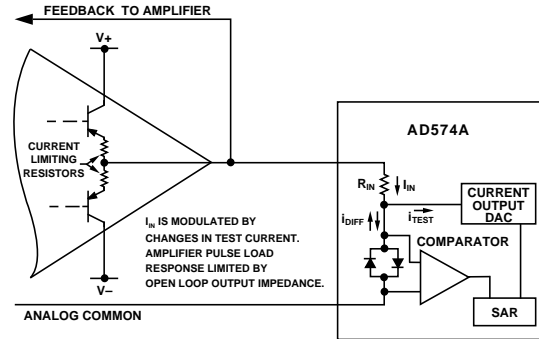 FEEDBACK TO AMPLIFIER
V+
AD574A
CURRENT
LIMITING
RESISTORS
RIN
IIN
CURRENT
OUTPUT
DAC
iDIFF
iTEST
IIN IS MODULATED BY
CHANGES IN TEST CURRENT.
AMPLIFIER PULSE LOAD
RESPONSE LIMITED BY
OPEN LOOP OUTPUT IMPEDANCE.
COMPARATOR
V–
SAR
ANALOG COMMON